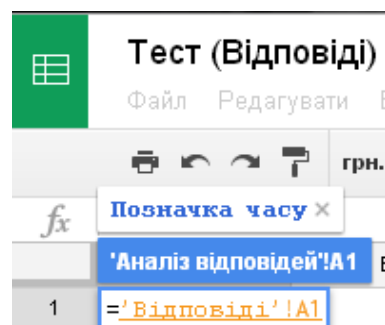 Тест (Відповіді)
Файл Редагувати
грн.
fx
Позначка часу ×
'Аналіз відповідей'!A1
1 ='Відповіді'!A1